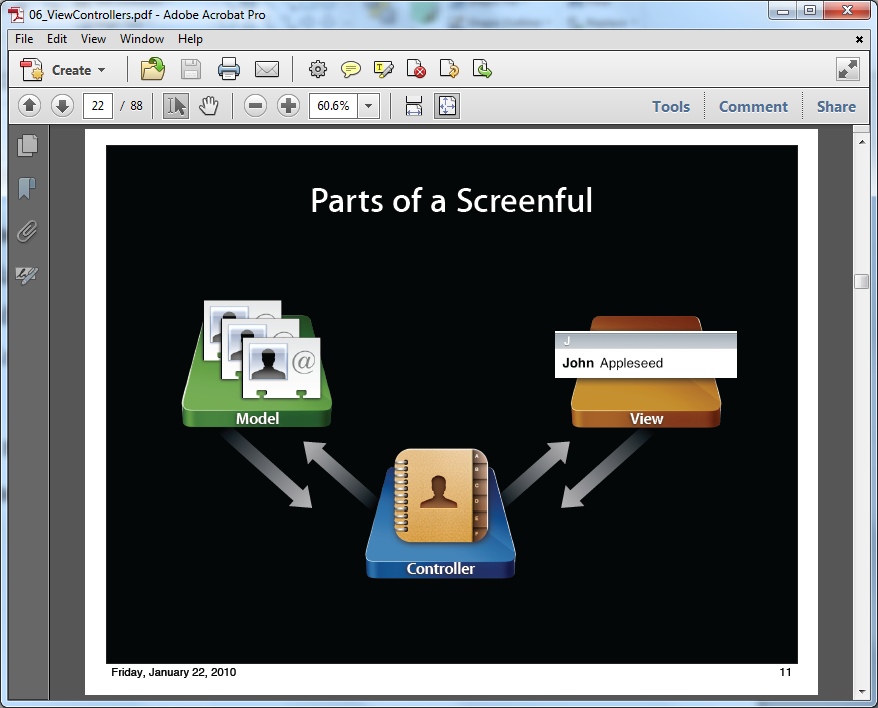 06_ViewControllers.pdf - Adobe Acrobat Pro
File Edit View Window Help
Create
22 / 88 60.6% Tools Comment Share
Parts of a Screenful
@
J
John Appleseed
Model
View
A
B
C
D
E
F
Controller
Friday, January 22, 2010
11